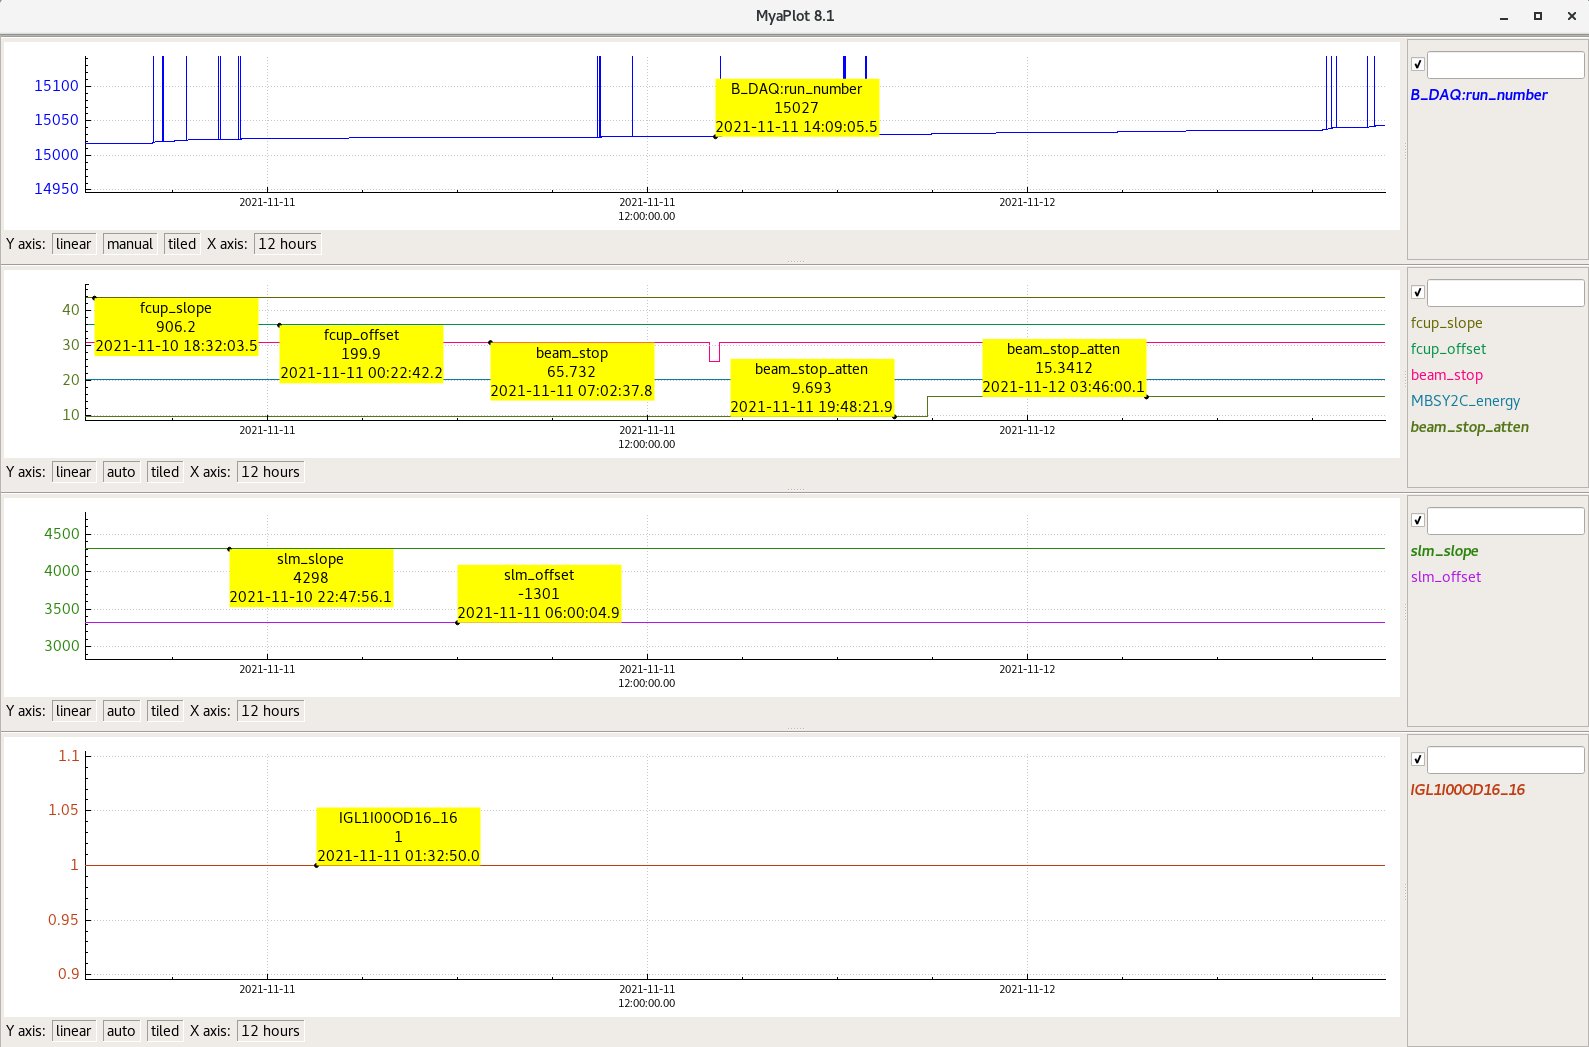 MyaPlot 8.1
15100
15050
15000
14950
B_DAQ:run_number
15027
2021-11-11 14:09:05.5
2021-11-11
2021-11-11
12:00:00.00
2021-11-12
B_DAQ:run_number
Y axis: linear manual tiled X axis: 12 hours
40
30
20
10
fcup_slope
906.2
2021-11-10 18:32:03.5
fcup_offset
199.9
2021-11-11 00:22:42.2
beam_stop
65.732
2021-11-11 07:02:37.8
beam_stop_atten
9.693
2021-11-11 19:48:21.9
beam_stop_atten
15.3412
2021-11-12 03:46:00.1
2021-11-11
2021-11-11
12:00:00.00
2021-11-12
fcup_slope
fcup_offset
beam_stop
MBSY2C_energy
beam_stop_atten
Y axis: linear auto tiled X axis: 12 hours
4500
4000
3500
3000
slm_slope
4298
2021-11-10 22:47:56.1
slm_offset
-1301
2021-11-11 06:00:04.9
2021-11-11
2021-11-11
12:00:00.00
2021-11-12
slm_slope
slm_offset
Y axis: linear auto tiled X axis: 12 hours
1.1
1.05
1
0.95
0.9
IGL1I00OD16_16
1
2021-11-11 01:32:50.0
2021-11-11
2021-11-11
12:00:00.00
2021-11-12
IGL1I00OD16_16
Y axis: linear auto tiled X axis: 12 hours